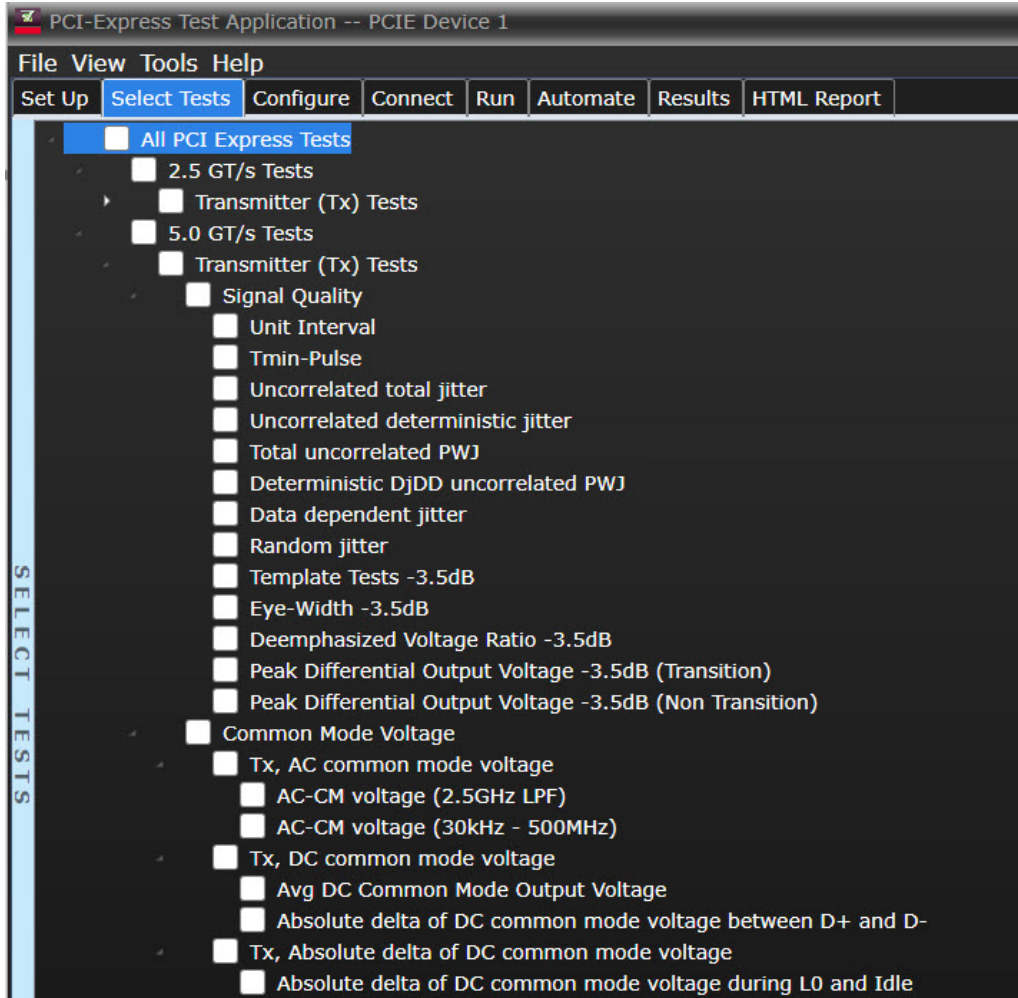 PCI-Express Test Application -- PCIE Device 1
File View Tools Help
Set Up Select Tests Configure Connect Run Automate Results HTML Report
All PCI Express Tests
2.5 GT/s Tests
Transmitter (Tx) Tests
5.0 GT/s Tests
Transmitter (Tx) Tests
Signal Quality
Unit Interval
Tmin-Pulse
Uncorrelated total jitter
Uncorrelated deterministic jitter
Total uncorrelated PWJ
Deterministic DjDD uncorrelated PWJ
Data dependent jitter
Random jitter
Template Tests -3.5dB
Eye-Width -3.5dB
Deemphasized Voltage Ratio -3.5dB
Peak Differential Output Voltage -3.5dB (Transition)
Peak Differential Output Voltage -3.5dB (Non Transition)
Common Mode Voltage
Tx, AC common mode voltage
AC-CM voltage (2.5GHz LPF)
AC-CM voltage (30kHz - 500MHz)
Tx, DC common mode voltage
Avg DC Common Mode Output Voltage
Absolute delta of DC common mode voltage between D+ and D-
Tx, Absolute delta of DC common mode voltage
Absolute delta of DC common mode voltage during L0 and Idle
SELECT TESTS